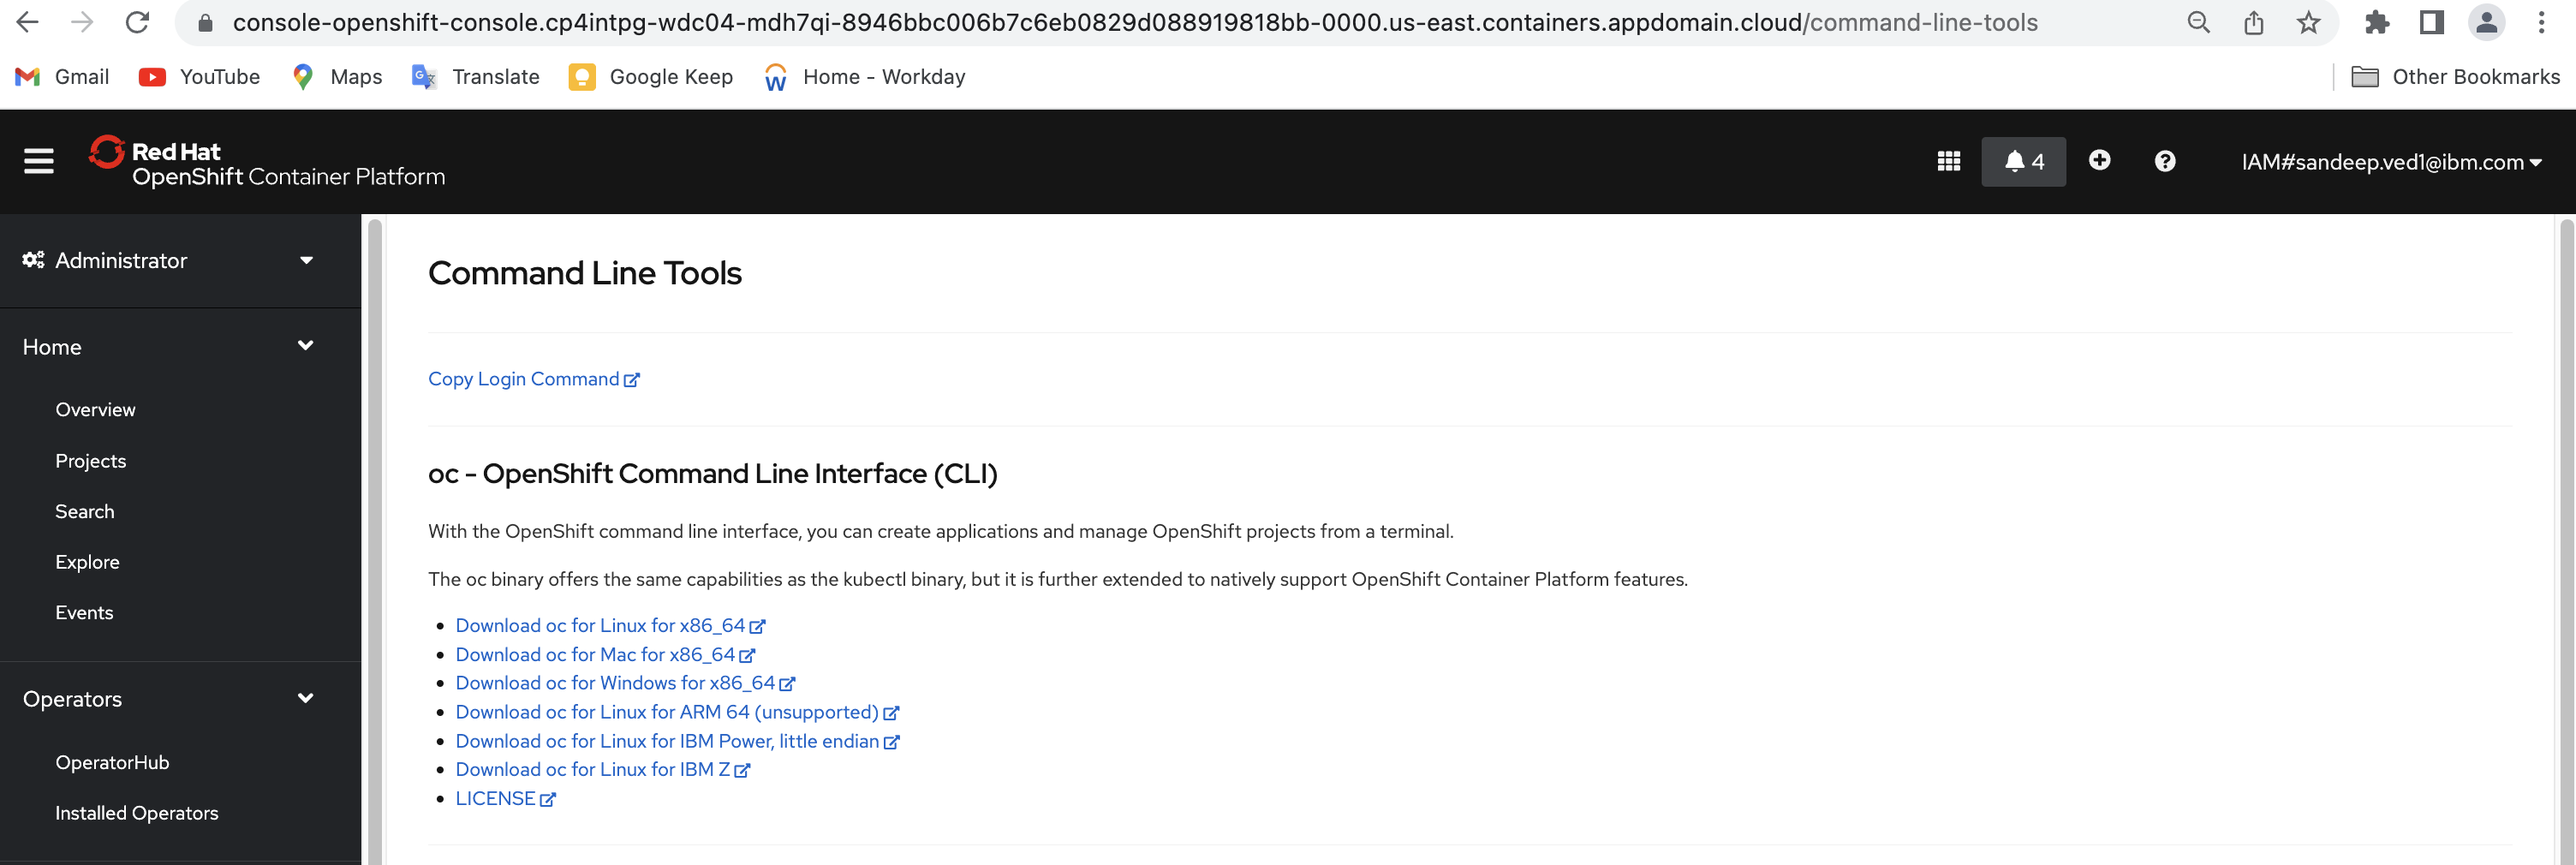 console-openshift-console.cp4intpg-wdc04-mdh7qi-8946bbc006b7c6eb0829d088919818bb-0000.us-east.containers.appdomain.cloud/command-line-tools
Gmail YouTube Maps Translate Google Keep Home - Workday Other Bookmarks
Red Hat
OpenShift Container Platform
4 IAM#sandeep.ved1@ibm.com
Administrator
Home
Overview
Projects
Search
Explore
Events
Operators
OperatorHub
Installed Operators
Command Line Tools
Copy Login Command
oc - OpenShift Command Line Interface (CLI)
With the OpenShift command line interface, you can create applications and manage OpenShift projects from a terminal.
The oc binary offers the same capabilities as the kubectl binary, but it is further extended to natively support OpenShift Container Platform features.
Download oc for Linux for x86_64
Download oc for Mac for x86_64
Download oc for Windows for x86_64
Download oc for Linux for ARM 64 (unsupported)
Download oc for Linux for IBM Power, little endian
Download oc for Linux for IBM Z
LICENSE